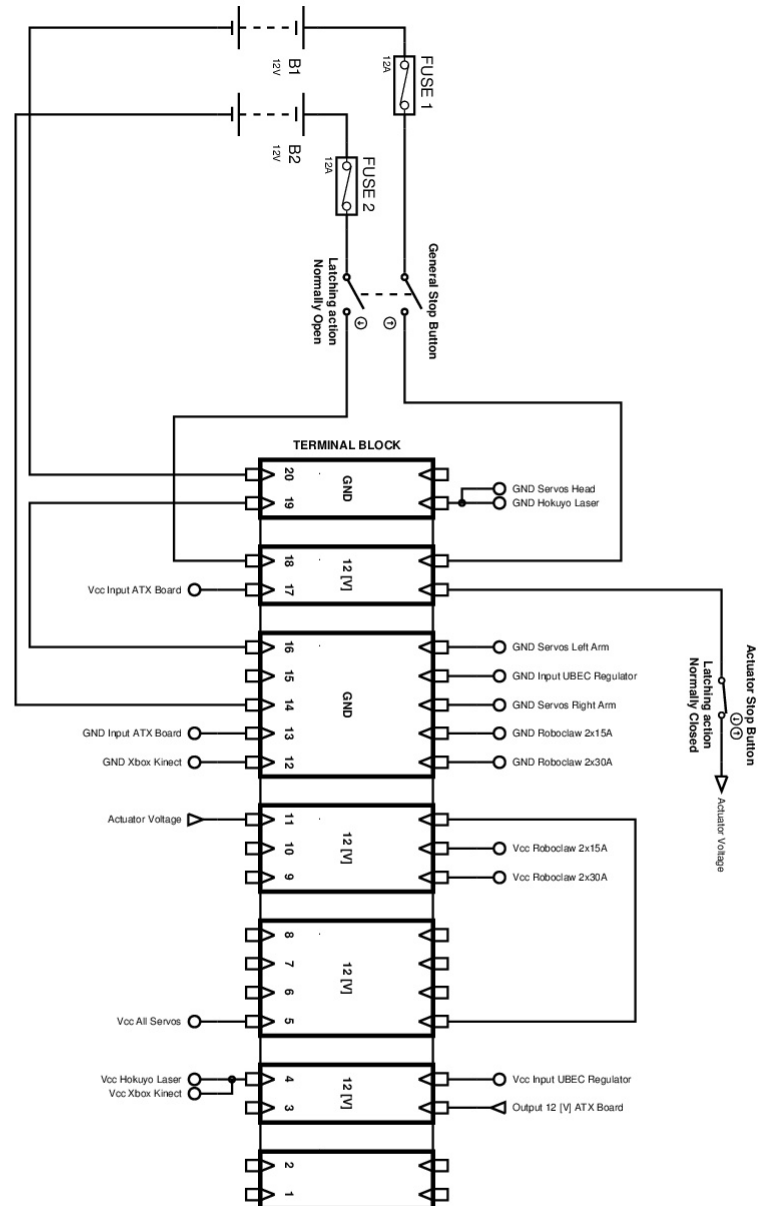 B1
12V
FUSE 1
12A
B2
12V
FUSE 2
12A
General Stop Button
Latching action
Normally Open
TERMINAL BLOCK
20
GND
19
GND Servos Head
GND Hokuyo Laser
18
12 [V]
17
Vcc Input ATX Board
Actuator Stop Button
Latching action
Normally Closed
Actuator Voltage
16
GND Servos Left Arm
15
GND Input UBEC Regulator
14
GND
GND Servos Right Arm
GND Input ATX Board
13
GND Roboclaw 2x15A
GND Xbox Kinect
12
GND Roboclaw 2x30A
Actuator Voltage
11
12 [V]
10
Vcc Roboclaw 2x15A
9
Vcc Roboclaw 2x30A
8
7
12 [V]
6
Vcc All Servos
5
Vcc Hokuyo Laser
Vcc Xbox Kinect
4
12 [V]
Vcc Input UBEC Regulator
3
Output 12 [V] ATX Board
2
1